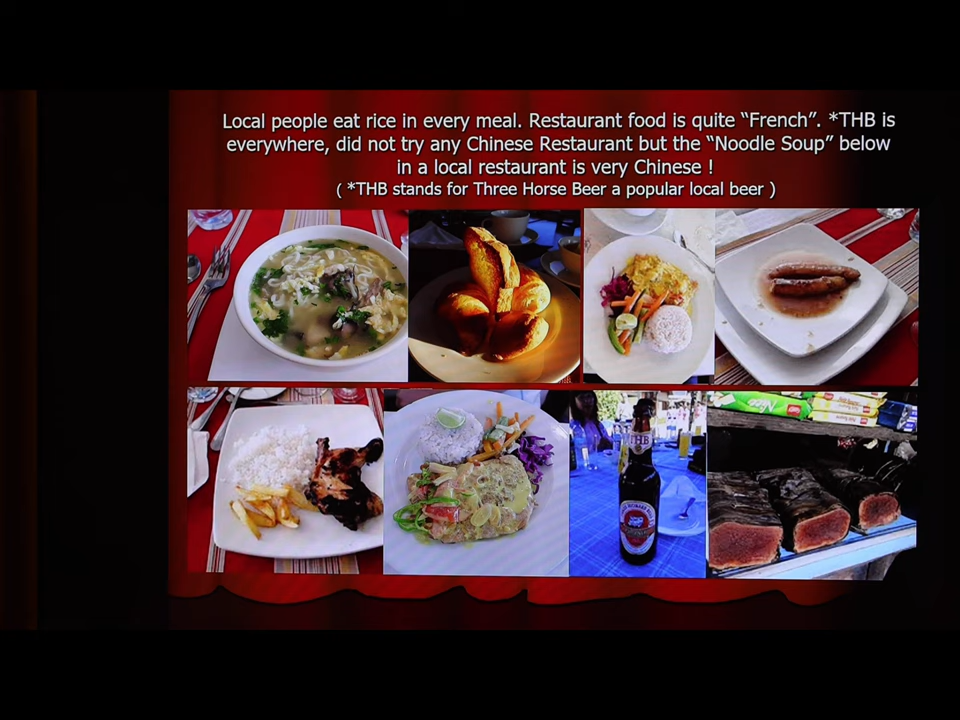 Local people eat rice in every meal. Restaurant food is quite “French”. *THB is
everywhere, did not try any Chinese Restaurant but the “Noodle Soup” below
in a local restaurant is very Chinese !
( *THB stands for Three Horse Beer a popular local beer )
THB